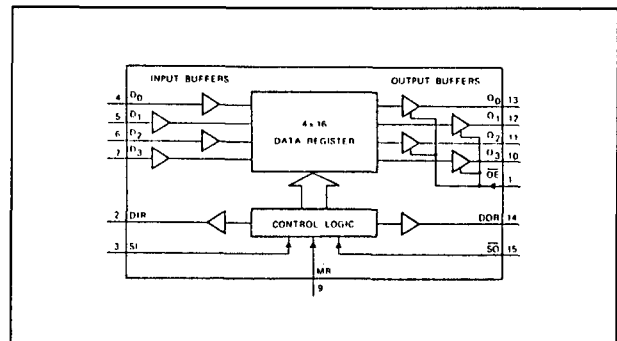 INPUT BUFFERS OUTPUT BUFFERS
4 D0 Q0 13
5 D1 4 x 16 Q1 12
6 D2 DATA REGISTER Q2 11
7 D3 Q3 10
OE 1
2 DIR CONTROL LOGIC DOR 14
3 SI SO 15
MR
9